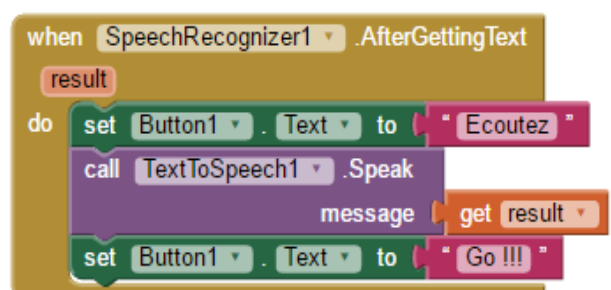 when SpeechRecognizer1 .AfterGettingText
result
do set Button1 . Text to " Ecoutez "
call TextToSpeech1 .Speak
message get result
set Button1 . Text to " Go !!! "